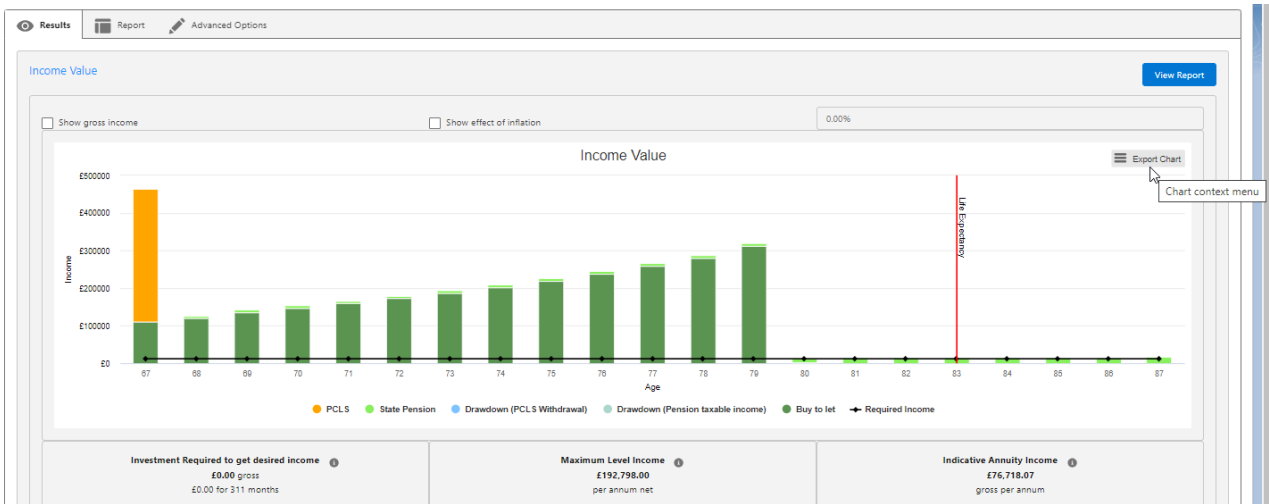 Results Report Advanced Options
Income Value
View Report
Show gross income Show effect of inflation 0.00%
Income Value
Export Chart
Chart context menu
£500000
£400000
£300000
£200000
£100000
£0
Income
Life Expectancy
67 68 69 70 71 72 73 74 75 76 77 78 79 80 81 82 83 84 85 86 87
Age
PCLS State Pension Drawdown (PCLS Withdrawal) Drawdown (Pension taxable income) Buy to let Required Income
Investment Required to get desired income Maximum Level Income Indicative Annuity Income
£0.00 gross £192,798.00 £76,718.07
£0.00 for 311 months per annum net gross per annum